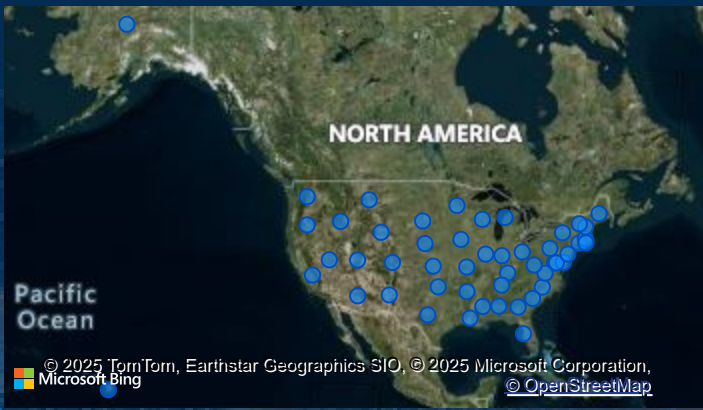 NORTH AMERICA
Pacific
Ocean
© 2025 TomTom, Earthstar Geographics SIO, © 2025 Microsoft Corporation,
Microsoft Bing
© OpenStreetMap